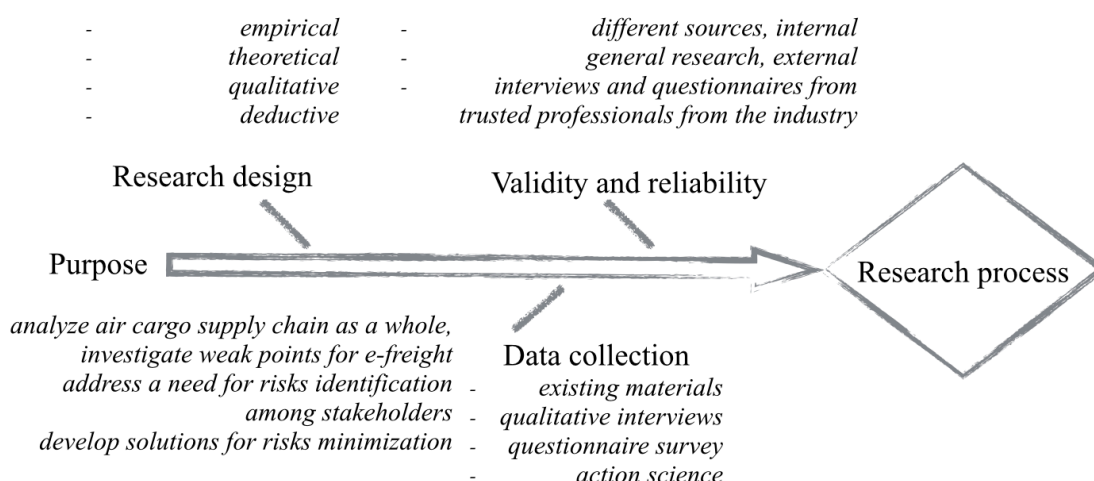 - empirical
- theoretical
- qualitative
- deductive
- different sources, internal
- general research, external
- interviews and questionnaires from
trusted professionals from the industry
Research design
Validity and reliability
Purpose
Research process
analyze air cargo supply chain as a whole,
investigate weak points for e-freight
address a need for risks identification
among stakeholders
develop solutions for risks minimization
Data collection
- existing materials
- qualitative interviews
- questionnaire survey
- action science